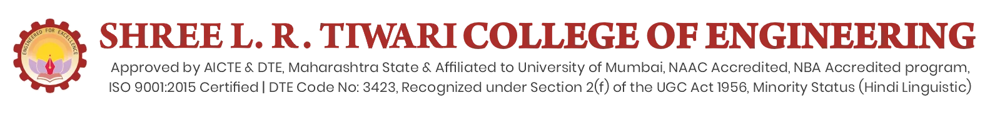 ENGINEERED FOR EXCELLENCE
SHREE L. R. TIWARI COLLEGE OF ENGINEERING
Approved by AICTE & DTE, Maharashtra State & Affiliated to University of Mumbai, NAAC Accredited, NBA Accredited program,
ISO 9001:2015 Certified | DTE Code No: 3423, Recognized under Section 2(f) of the UGC Act 1956, Minority Status (Hindi Linguistic)